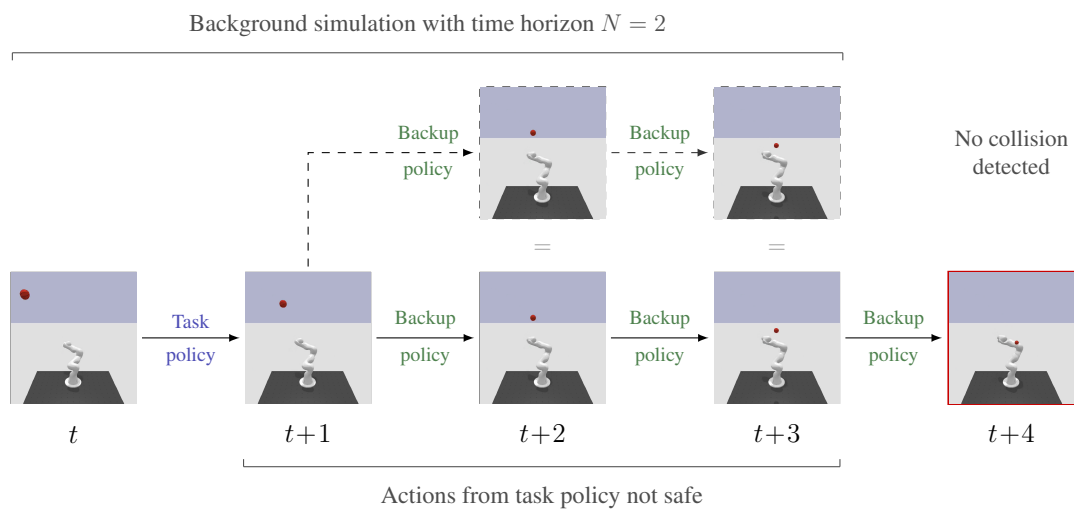 Background simulation with time horizon N = 2
Backup
policy
Backup
policy
No collision
detected
=
=
Task
policy
Backup
policy
Backup
policy
Backup
policy
t
t+1
t+2
t+3
t+4
Actions from task policy not safe